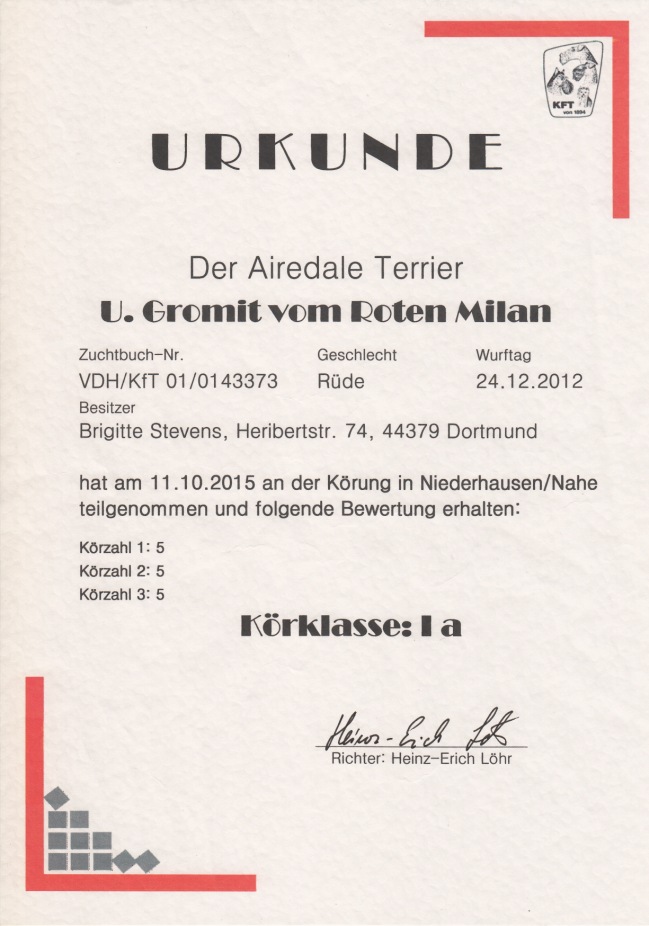 KFT
von 1894
URKUNDE
Der Airedale Terrier
U. Gromit vom Roten Milan
Zuchtbuch-Nr. Geschlecht Wurftag
VDH/KfT 01/0143373 Rüde 24.12.2012
Besitzer
Brigitte Stevens, Heribertstr. 74, 44379 Dortmund
hat am 11.10.2015 an der Körung in Niederhausen/Nahe
teilgenommen und folgende Bewertung erhalten:
Körzahl 1: 5
Körzahl 2: 5
Körzahl 3: 5
Körklasse: I a
Heinz-Erich Löhr
Richter: Heinz-Erich Löhr